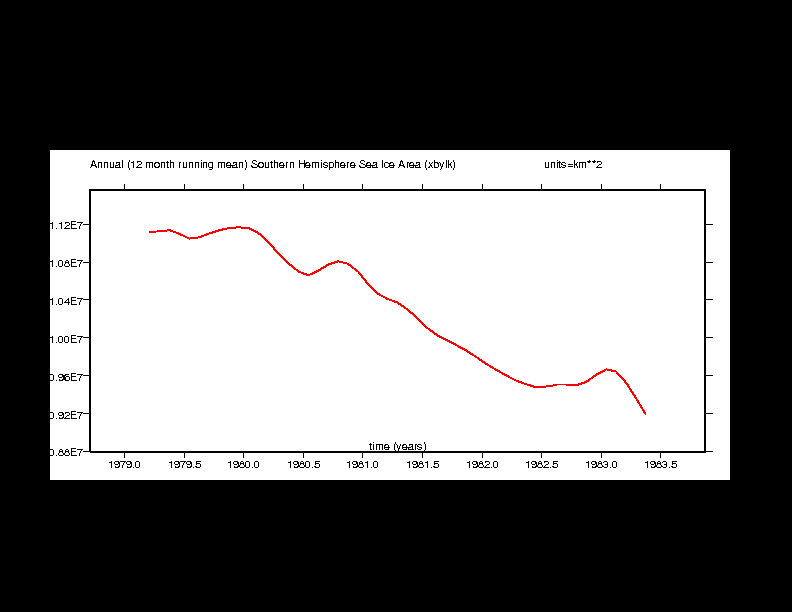 Annual (12 month running mean) Southern Hemisphere Sea Ice Area (xbylk) units=km**2
1.12E7
1.08E7
1.04E7
1.00E7
0.96E7
0.92E7
0.88E7
time (years)
1979.0 1979.5 1980.0 1980.5 1981.0 1981.5 1982.0 1982.5 1983.0 1983.5